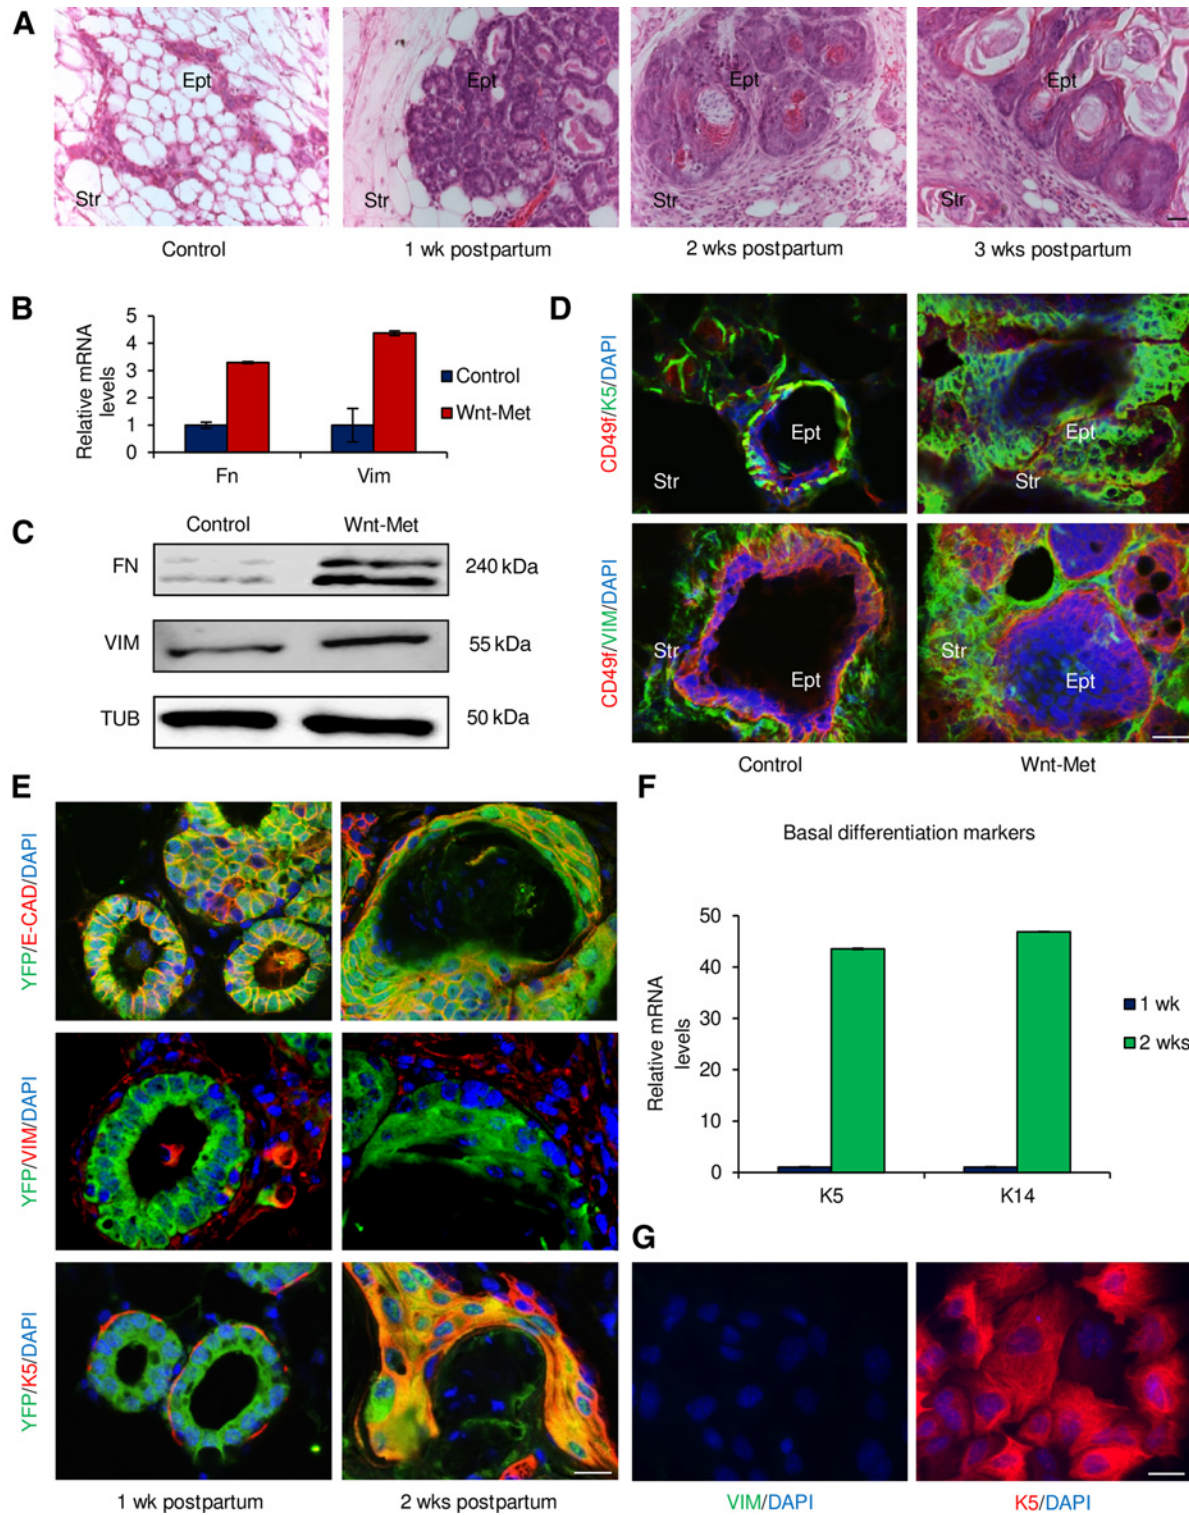 A
Ept
Str
Control
Ept
Str
1 wk postpartum
Ept
Str
2 wks postpartum
Ept
Str
3 wks postpartum
B
Relative mRNA
levels
5
4
3
2
1
0
Fn
Vim
Control
Wnt-Met
C
Control
Wnt-Met
FN
240 kDa
VIM
55 kDa
TUB
50 kDa
D
CD49f/K5/DAPI
Ept
Str
Ept
Str
CD49f/VIM/DAPI
Str
Ept
Str
Ept
Control
Wnt-Met
E
YFP/E-CAD/DAPI
YFP/VIM/DAPI
YFP/K5/DAPI
1 wk postpartum
2 wks postpartum
F
Basal differentiation markers
Relative mRNA
levels
50
40
30
20
10
0
K5
K14
1 wk
2 wks
G
VIM/DAPI
K5/DAPI